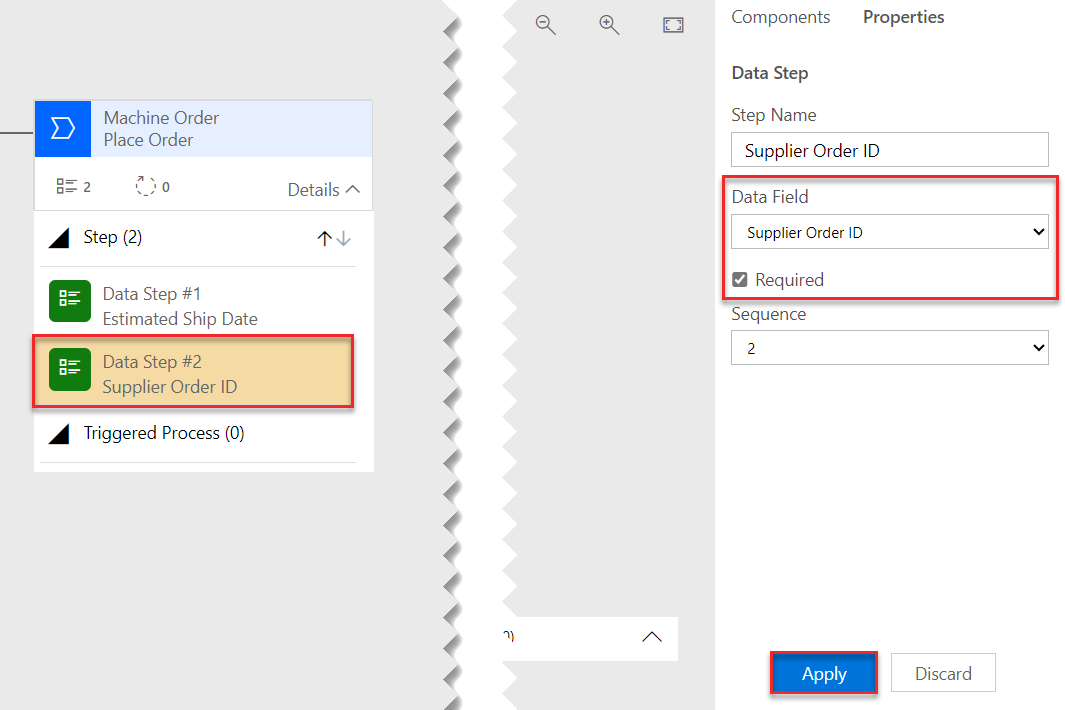 Machine Order
Place Order
2
0
Details
Step (2)
Data Step #1
Estimated Ship Date
Data Step #2
Supplier Order ID
Triggered Process (0)
Components
Properties
Data Step
Step Name
Supplier Order ID
Data Field
Supplier Order ID
Required
Sequence
2
Apply
Discard